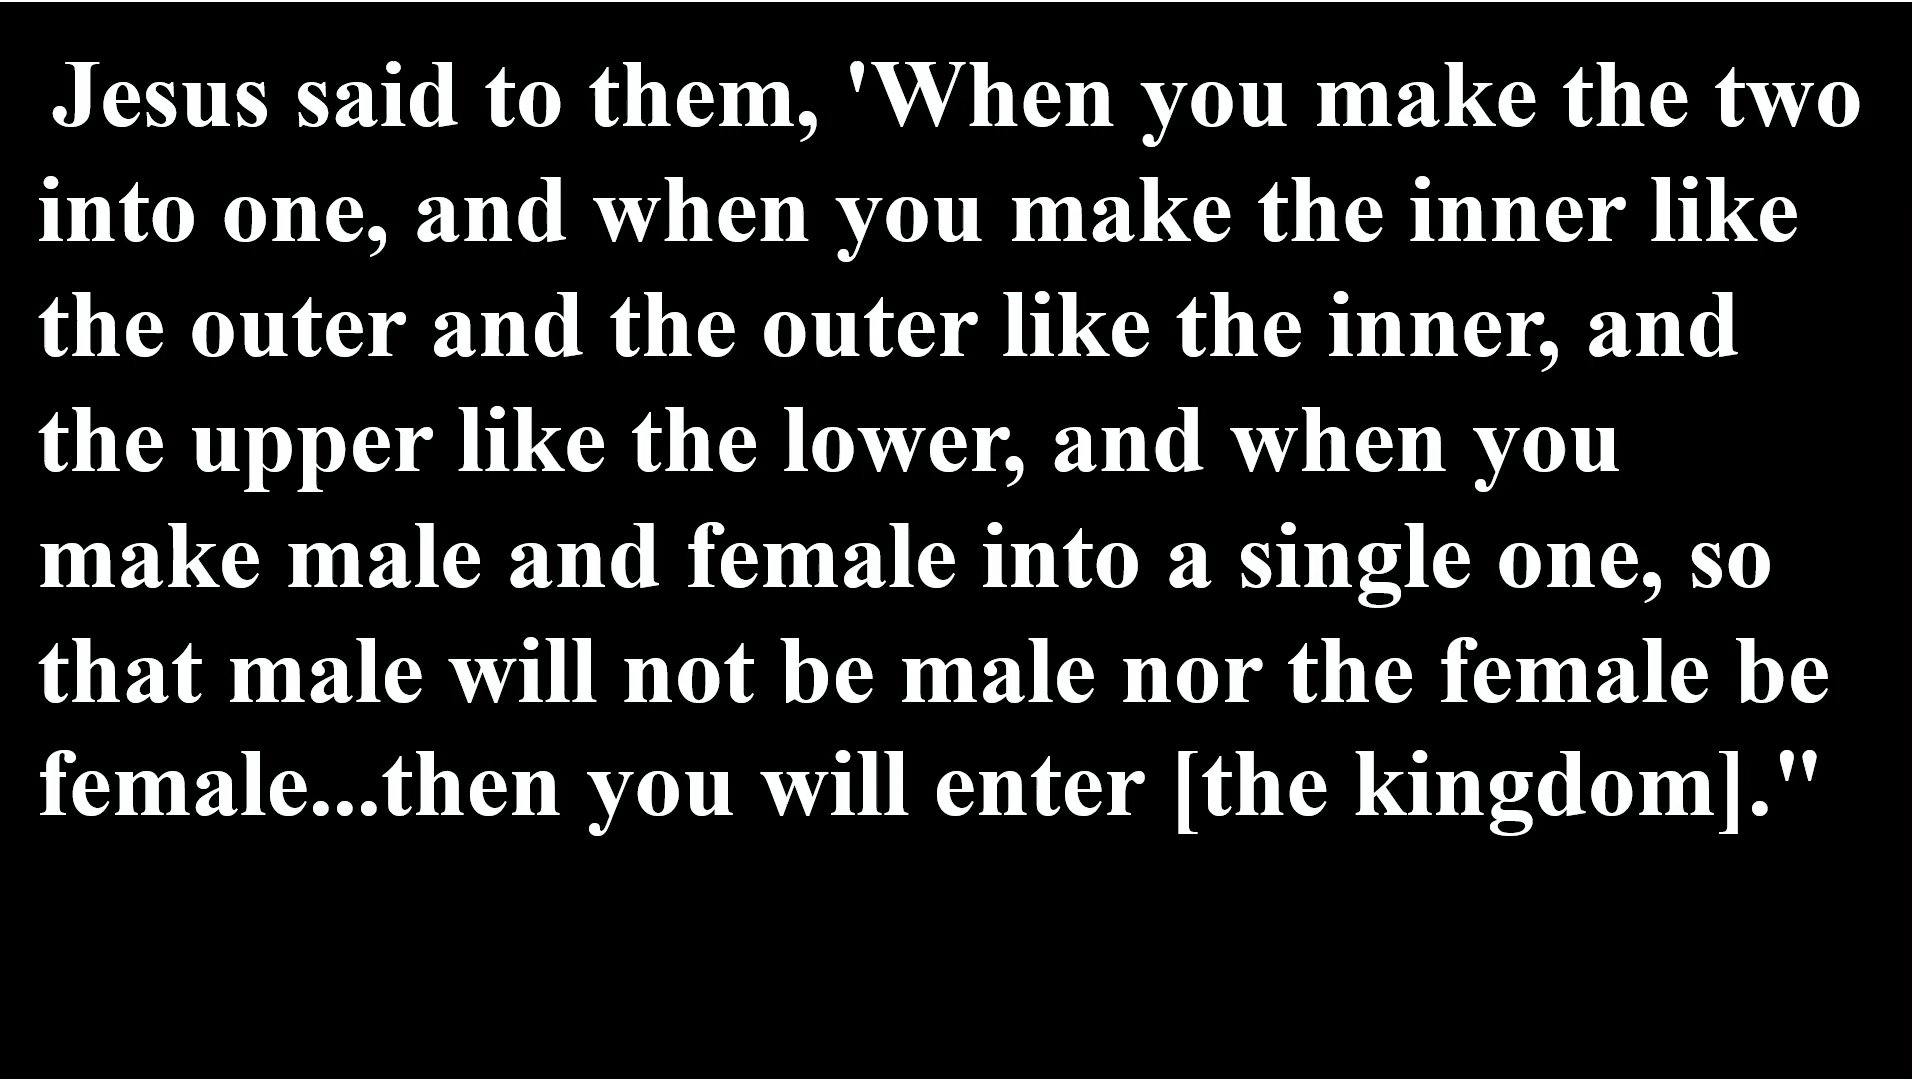 Jesus said to them, 'When you make the two
into one, and when you make the inner like
the outer and the outer like the inner, and
the upper like the lower, and when you
make male and female into a single one, so
that male will not be male nor the female be
female...then you will enter [the kingdom]."